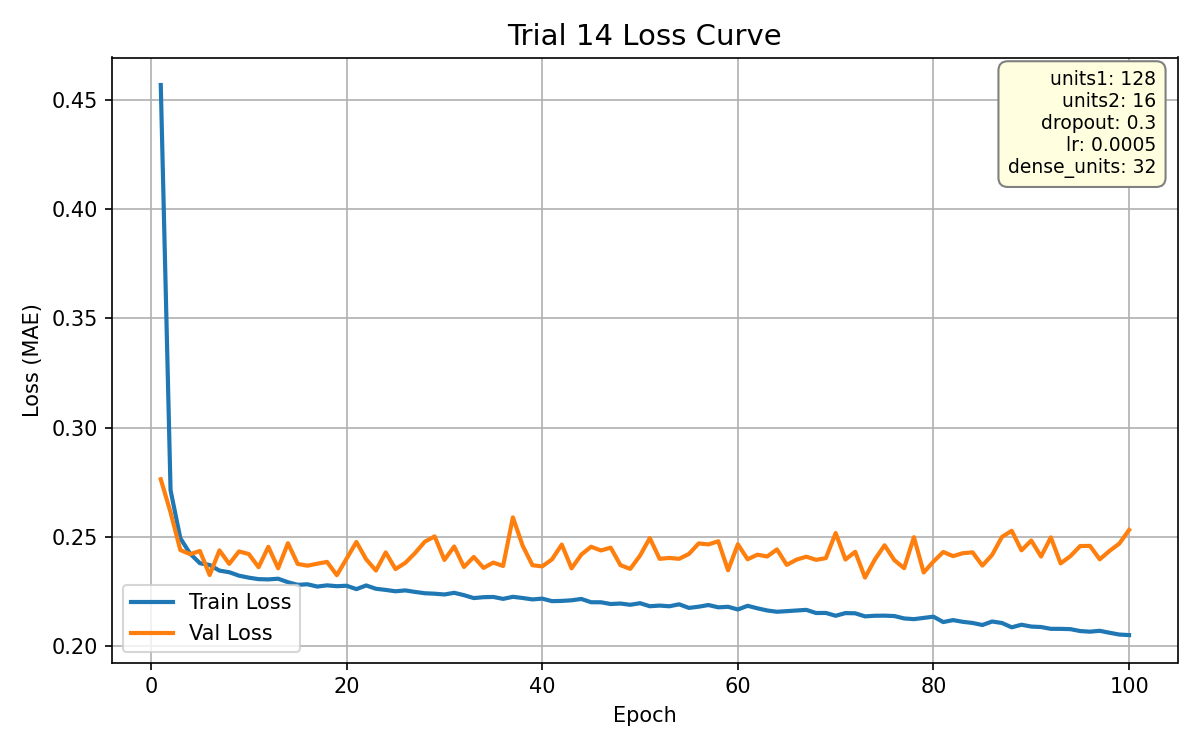 Trial 14 Loss Curve
units1: 128
units2: 16
dropout: 0.3
lr: 0.0005
dense_units: 32
Loss (MAE)
0.45
0.40
0.35
0.30
0.25
0.20
Train Loss
Val Loss
0 20 40 60 80 100
Epoch